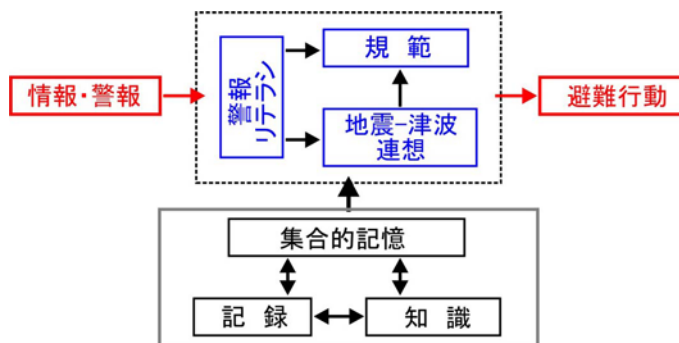 情報・警報
警報
リテラシ
規 範
地震-津波
連想
避難行動
集合的記憶
記 録
知 識